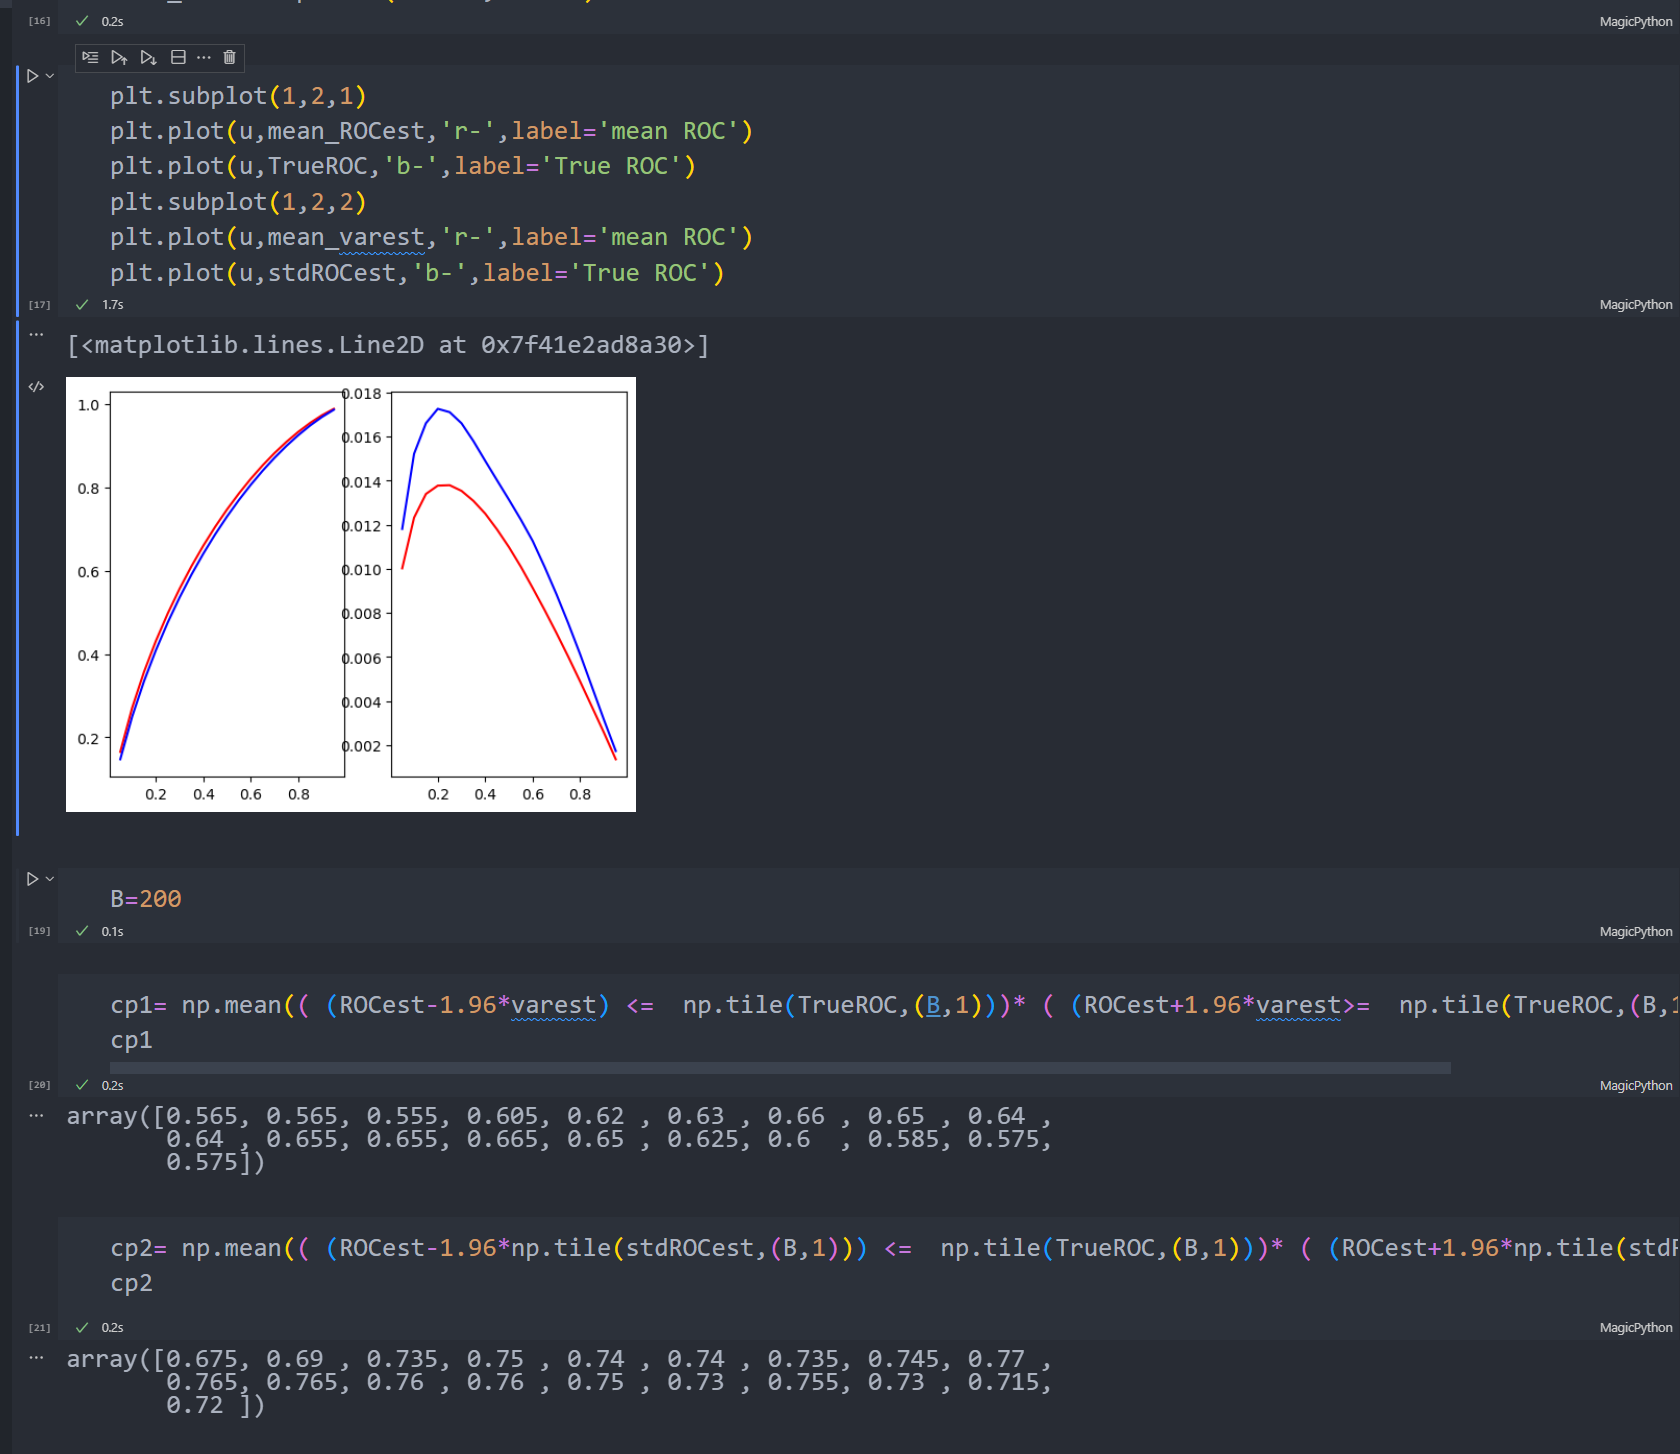 [16] 0.2s MagicPython
plt.subplot(1,2,1)
plt.plot(u,mean_ROCest,'r-',label='mean ROC')
plt.plot(u,TrueROC,'b-',label='True ROC')
plt.subplot(1,2,2)
plt.plot(u,mean_varest,'r-',label='mean ROC')
plt.plot(u,stdROCest,'b-',label='True ROC')
[17] 1.7s MagicPython
[<matplotlib.lines.Line2D at 0x7f41e2ad8a30>]
1.0
0.8
0.6
0.4
0.2
0.2 0.4 0.6 0.8
0.018
0.016
0.014
0.012
0.010
0.008
0.006
0.004
0.002
0.2 0.4 0.6 0.8
B=200
[19] 0.1s MagicPython
cp1= np.mean(( (ROCest-1.96*varest) <=  np.tile(TrueROC,(B,1)))* ( (ROCest+1.96*varest>=  np.tile(TrueROC,(B,1
cp1
[20] 0.2s MagicPython
array([0.565, 0.565, 0.555, 0.605, 0.62 , 0.63 , 0.66 , 0.65 , 0.64 ,
0.64 , 0.655, 0.655, 0.665, 0.65 , 0.625, 0.6  , 0.585, 0.575,
0.575])
cp2= np.mean(( (ROCest-1.96*np.tile(stdROCest,(B,1))) <=  np.tile(TrueROC,(B,1)))* ( (ROCest+1.96*np.tile(stdR
cp2
[21] 0.2s MagicPython
array([0.675, 0.69 , 0.735, 0.75 , 0.74 , 0.74 , 0.735, 0.745, 0.77 ,
0.765, 0.765, 0.76 , 0.76 , 0.75 , 0.73 , 0.755, 0.73 , 0.715,
0.72 ])